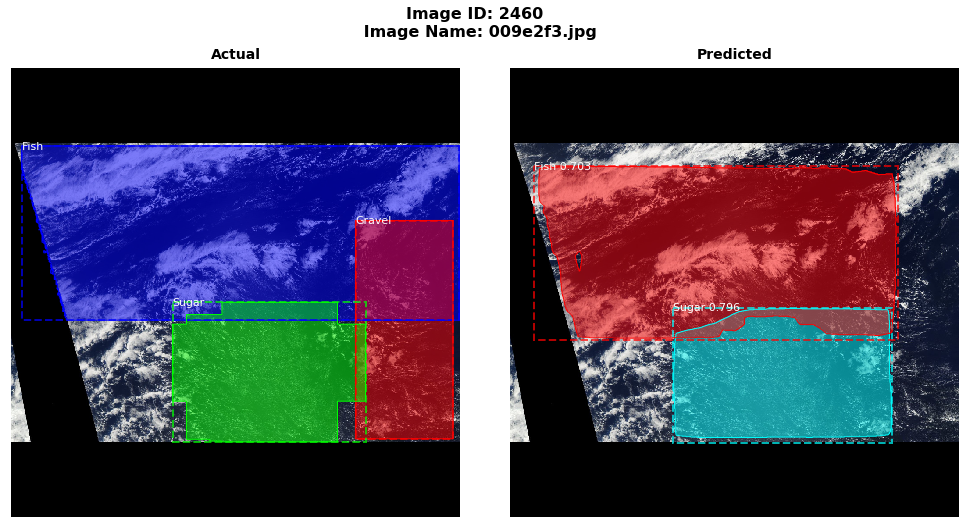 Image ID: 2460
Image Name: 009e2f3.jpg
Actual
Predicted
Fish
Gravel
Sugar
Fish 0.703
Sugar 0.796